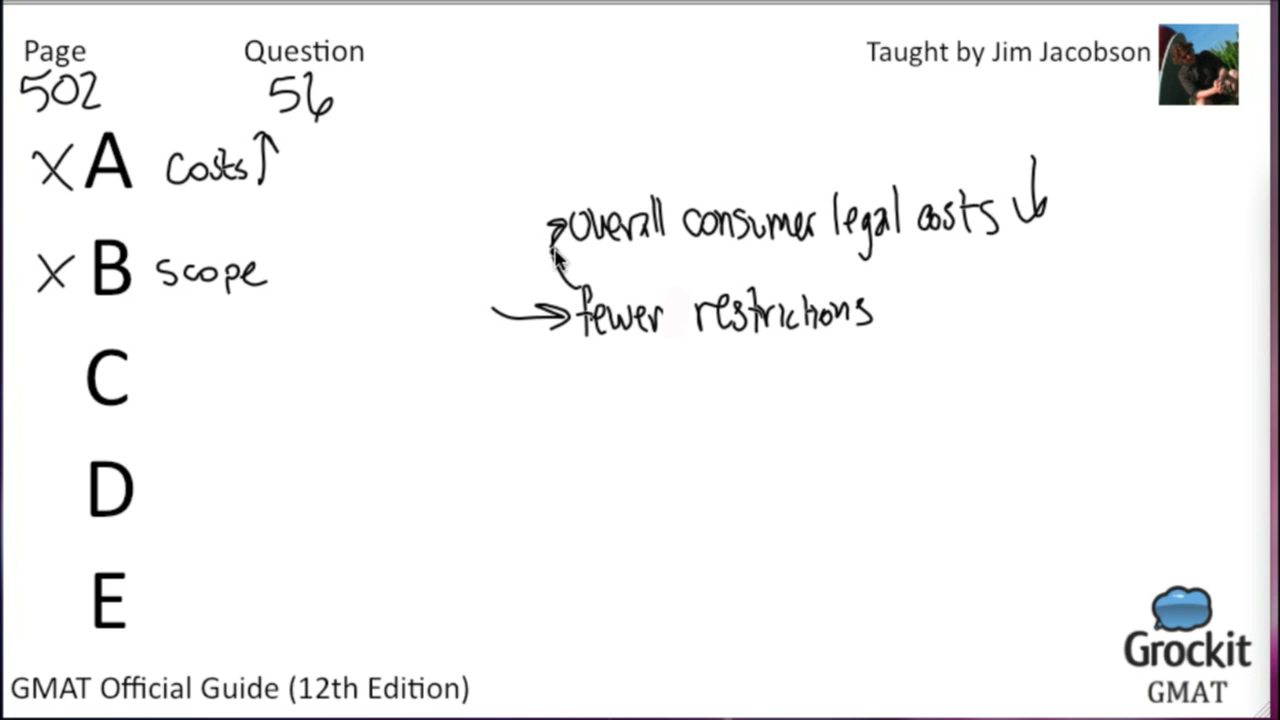 Page Question Taught by Jim Jacobson
502 56
X A costs ↑
overall consumer legal costs ↓
X B scope
→ fewer restrictions
C
D
E
Grockit
GMAT
GMAT Official Guide (12th Edition)